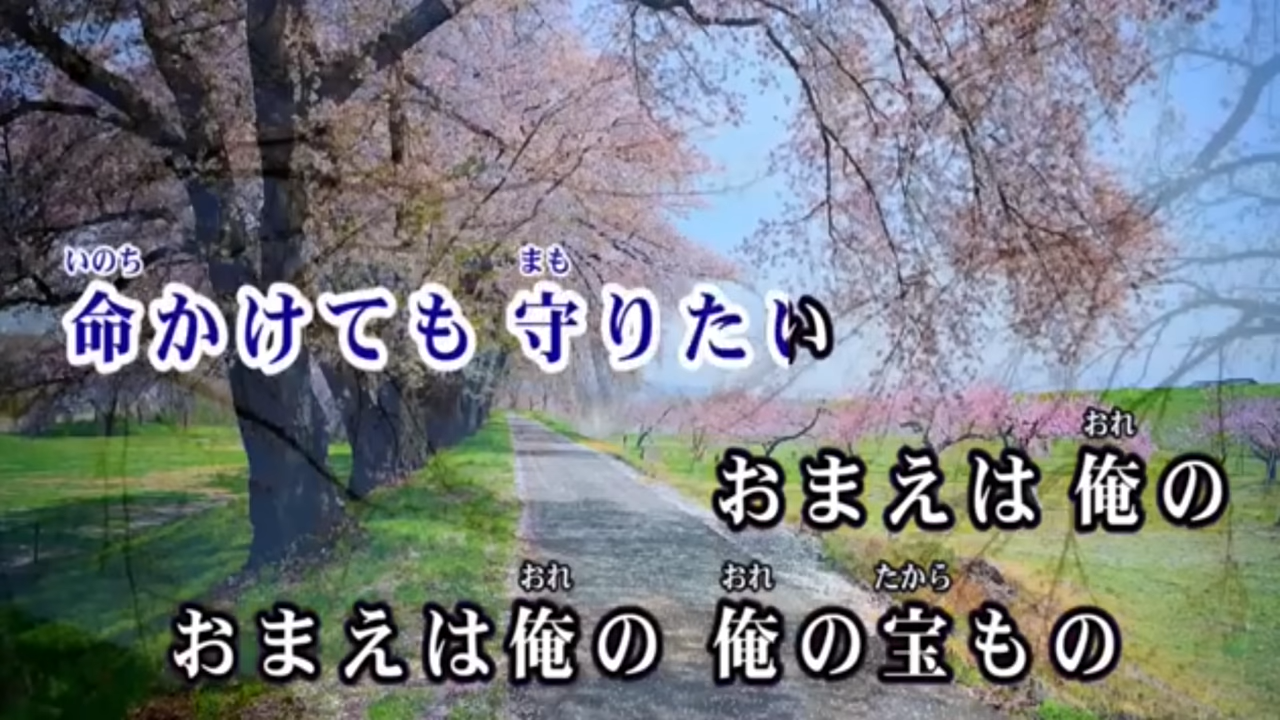 いのち まも
命かけても 守りたい
おれ
おまえは 俺の
おれ おれ たから
おまえは俺の 俺の宝もの